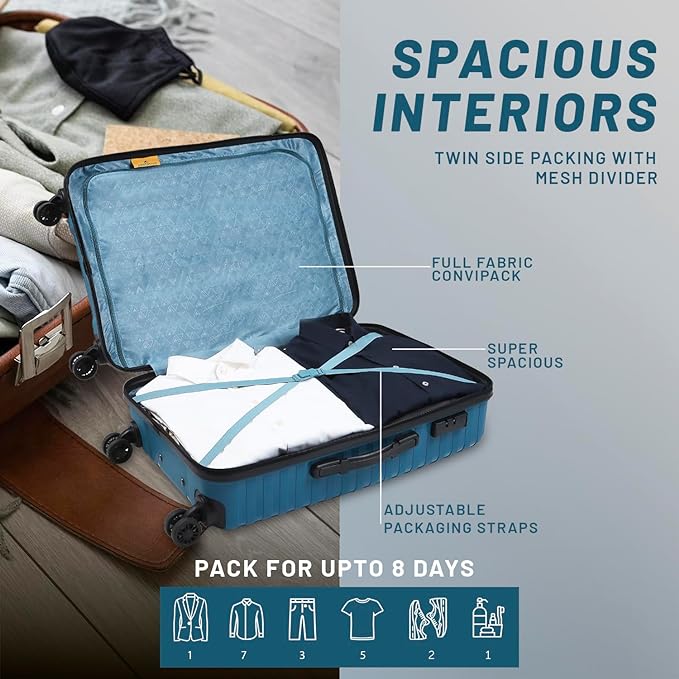 SPACIOUS
INTERIORS
TWIN SIDE PACKING WITH
MESH DIVIDER
FULL FABRIC
CONVIPACK
SUPER
SPACIOUS
ADJUSTABLE
PACKAGING STRAPS
PACK FOR UPTO 8 DAYS
1 7 3 5 2 1